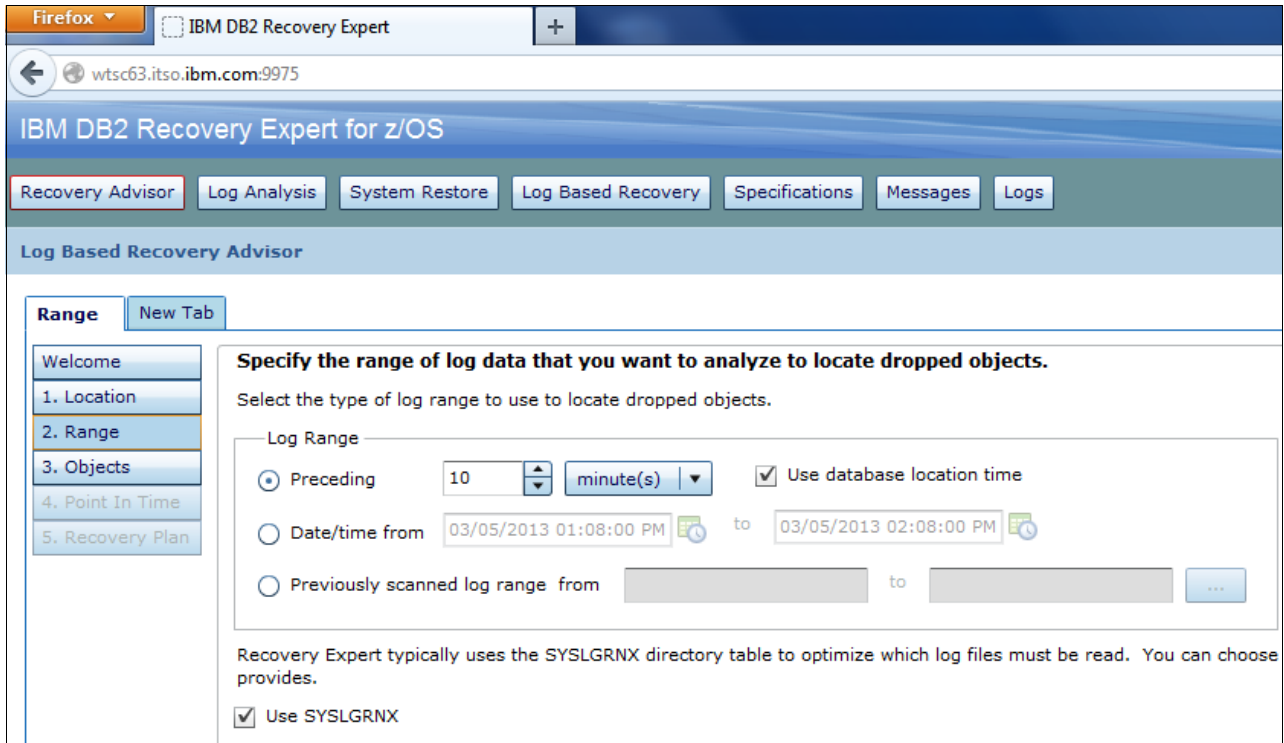 Firefox
IBM DB2 Recovery Expert
+
wtsc63.itso.ibm.com:9975
IBM DB2 Recovery Expert for z/OS
Recovery Advisor Log Analysis System Restore Log Based Recovery Specifications Messages Logs
Log Based Recovery Advisor
Range New Tab
Welcome
1. Location
2. Range
3. Objects
4. Point In Time
5. Recovery Plan
Specify the range of log data that you want to analyze to locate dropped objects.
Select the type of log range to use to locate dropped objects.
Log Range
Preceding 10 minute(s) Use database location time
Date/time from 03/05/2013 01:08:00 PM to 03/05/2013 02:08:00 PM
Previously scanned log range from to ...
Recovery Expert typically uses the SYSLGRNX directory table to optimize which log files must be read. You can choose
provides.
Use SYSLGRNX